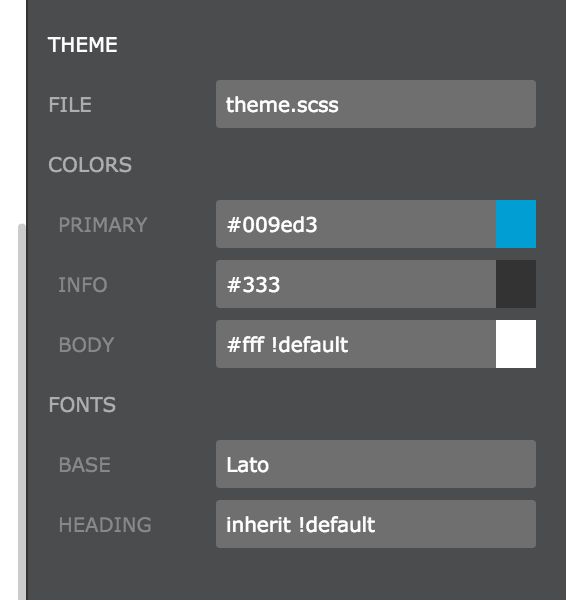 THEME
FILE theme.scss
COLORS
PRIMARY #009ed3
INFO #333
BODY #fff !default
FONTS
BASE Lato
HEADING inherit !default